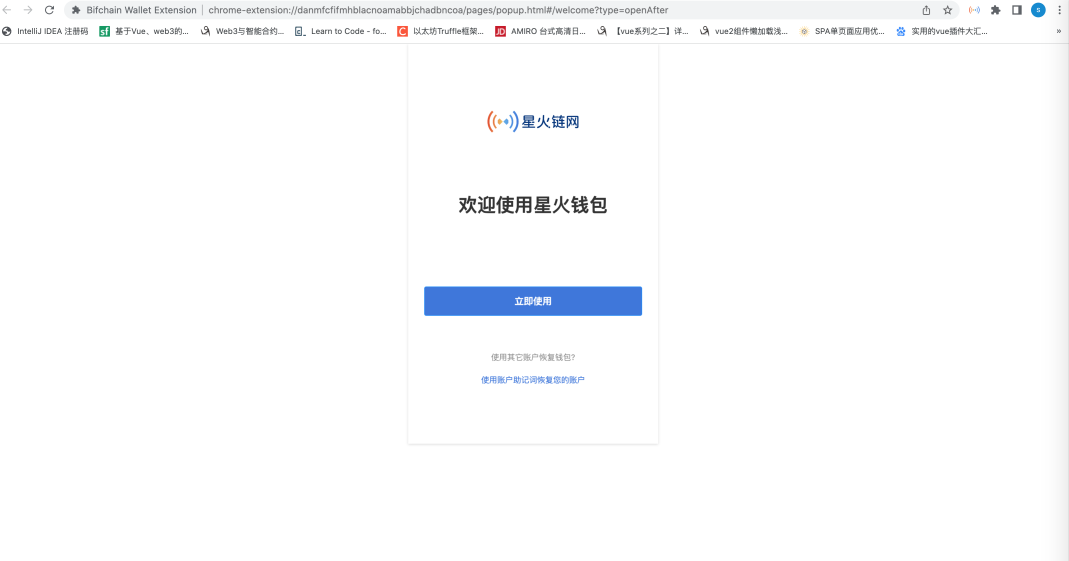 Bifchain Wallet Extension | chrome-extension://danmfcfifmhblacnoamabbjchadbncoa/pages/popup.html#/welcome?type=openAfter
S
IntelliJ IDEA 注册码 sf 基于Vue、web3的... Web3与智能合约... Learn to Code - fo... C 以太坊Truffle框架... JD AMIRO 台式高清日... 【vue系列之二】详... vue2组件懒加载浅... SPA单页面应用优... 实用的vue插件大汇... »
星火链网
欢迎使用星火钱包
立即使用
使用其它账户恢复钱包?
使用账户助记词恢复您的账户